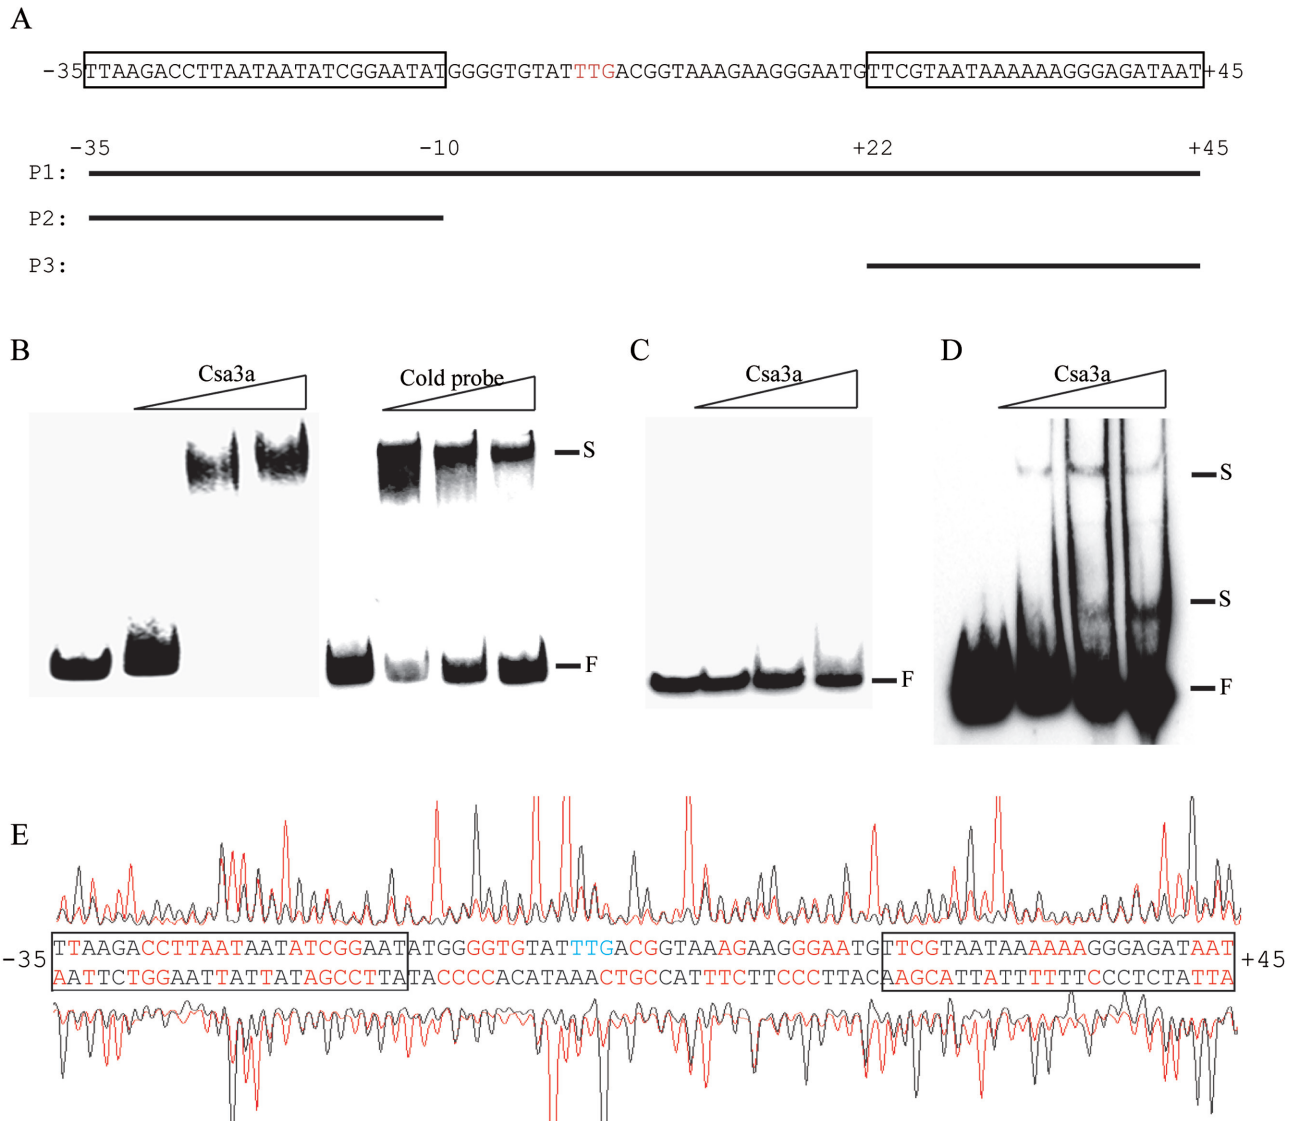 A
-35TTAAGACCTTAATAATATCGGAATATGGGGTGTATTTGACGGTAAAGAAGGGAATGTTCGTAATAAAAAAGGGAGATAAT+45
-35 -10 +22 +45
P1:
P2:
P3:
B C D
Csa3a Cold probe Csa3a Csa3a
S S
S
F F F
E
-35 TTAAGACCTTAATAATATCGGAATATGGGGTGTATTTGACGGTAAAGAAGGGAATGTTCGTAATAAAAAAGGGAGATAAT +45
AATTCTGGAATTATTATAGCCTTATACCCCACATAAACTGCCATTTCTTCCCTTACAAGCATTATTTTTTCCCTCTATTA